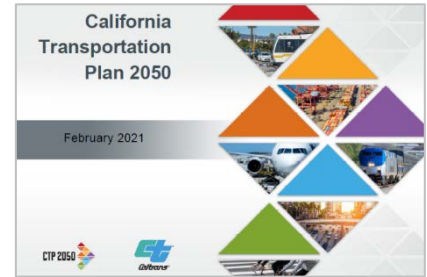 California
Transportation
Plan 2050
February 2021
CTP 2050
Caltrans